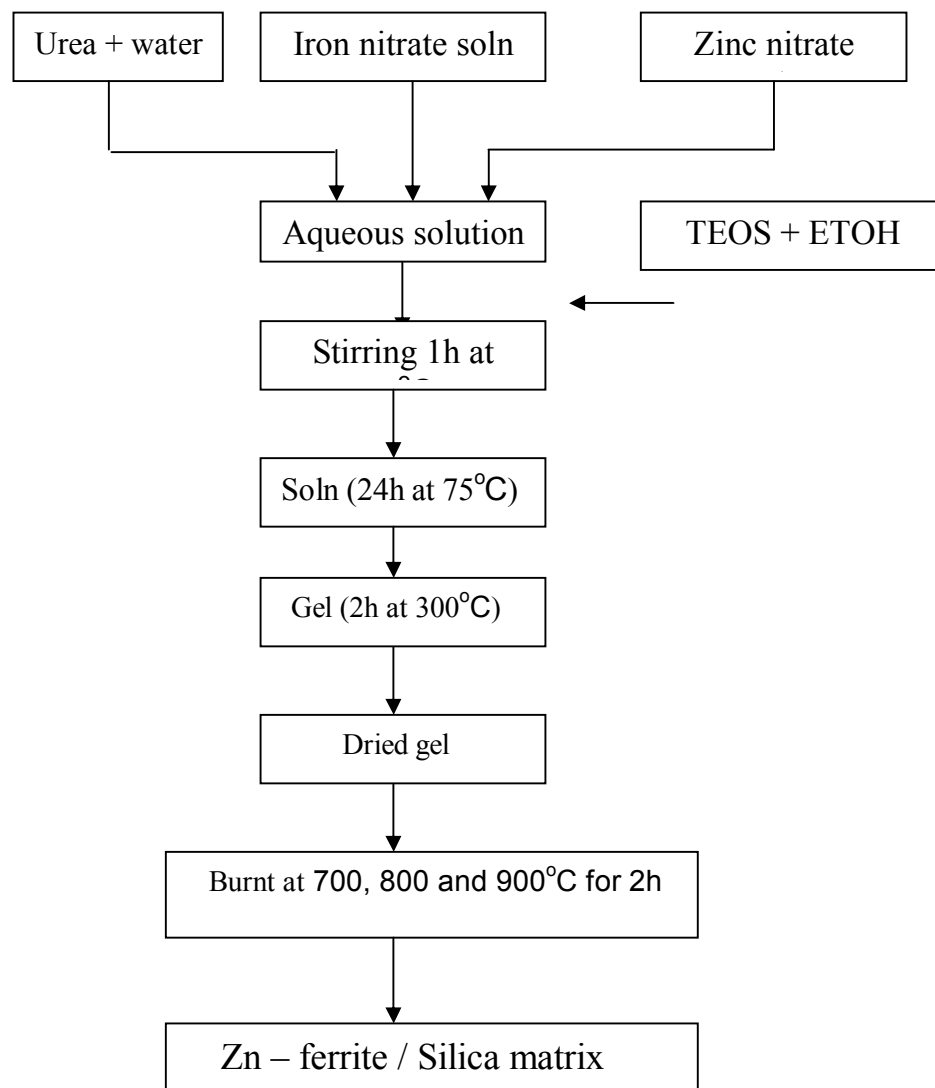 Urea + water
Iron nitrate soln
Zinc nitrate
Aqueous solution
TEOS + ETOH
Stirring 1h at
Soln (24h at 75°C)
Gel (2h at 300°C)
Dried gel
Burnt at 700, 800 and 900°C for 2h
Zn – ferrite / Silica matrix